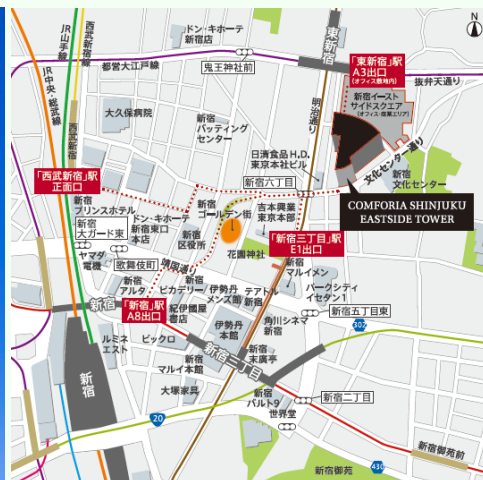 N
ドン・キホーテ
新宿店
都営大江戸線
鬼王神社前
東新宿
「東新宿」駅
A3出口
(オフィス敷地内)
抜弁天通り
JR山手線
西武新宿線
JR中央・総武線
西武新宿
大久保病院
新宿
バッティング
センター
明治通り
新宿イースト
サイドスクエア
(オフィス・商業エリア)
日清食品H.D.
東京本社ビル
文化センター通り
新宿
文化センター
「西武新宿」駅
正面口
新宿六丁目
COMFORIA SHINJUKU
EASTSIDE TOWER
新宿
プリンスホテル
新宿
大ガード東
ドン・キホーテ
新宿東口
本店
新宿
ゴールデン街
新宿
区役所
吉本興業
東京本部
花園神社
「新宿三丁目」駅
E1出口
ヤマダ
電機
歌舞伎町
靖国通り
新宿
アルタ
新宿
ピカデリー
伊勢丹
メンズ館
テアトル
新宿
新宿
マルイメン
パークシティ
イセタン1
新宿
「新宿」駅
A8出口
紀伊國屋
書店
伊勢丹
本館
角川シネマ
新宿
新宿五丁目東
302
ルミネ
エスト
ビックロ
新宿三丁目
新宿
末廣亭
新宿
マルイ本館
新宿
大塚家具
新宿
バルト9
新宿二丁目
世界堂
20
新宿御苑前
新宿御苑
430